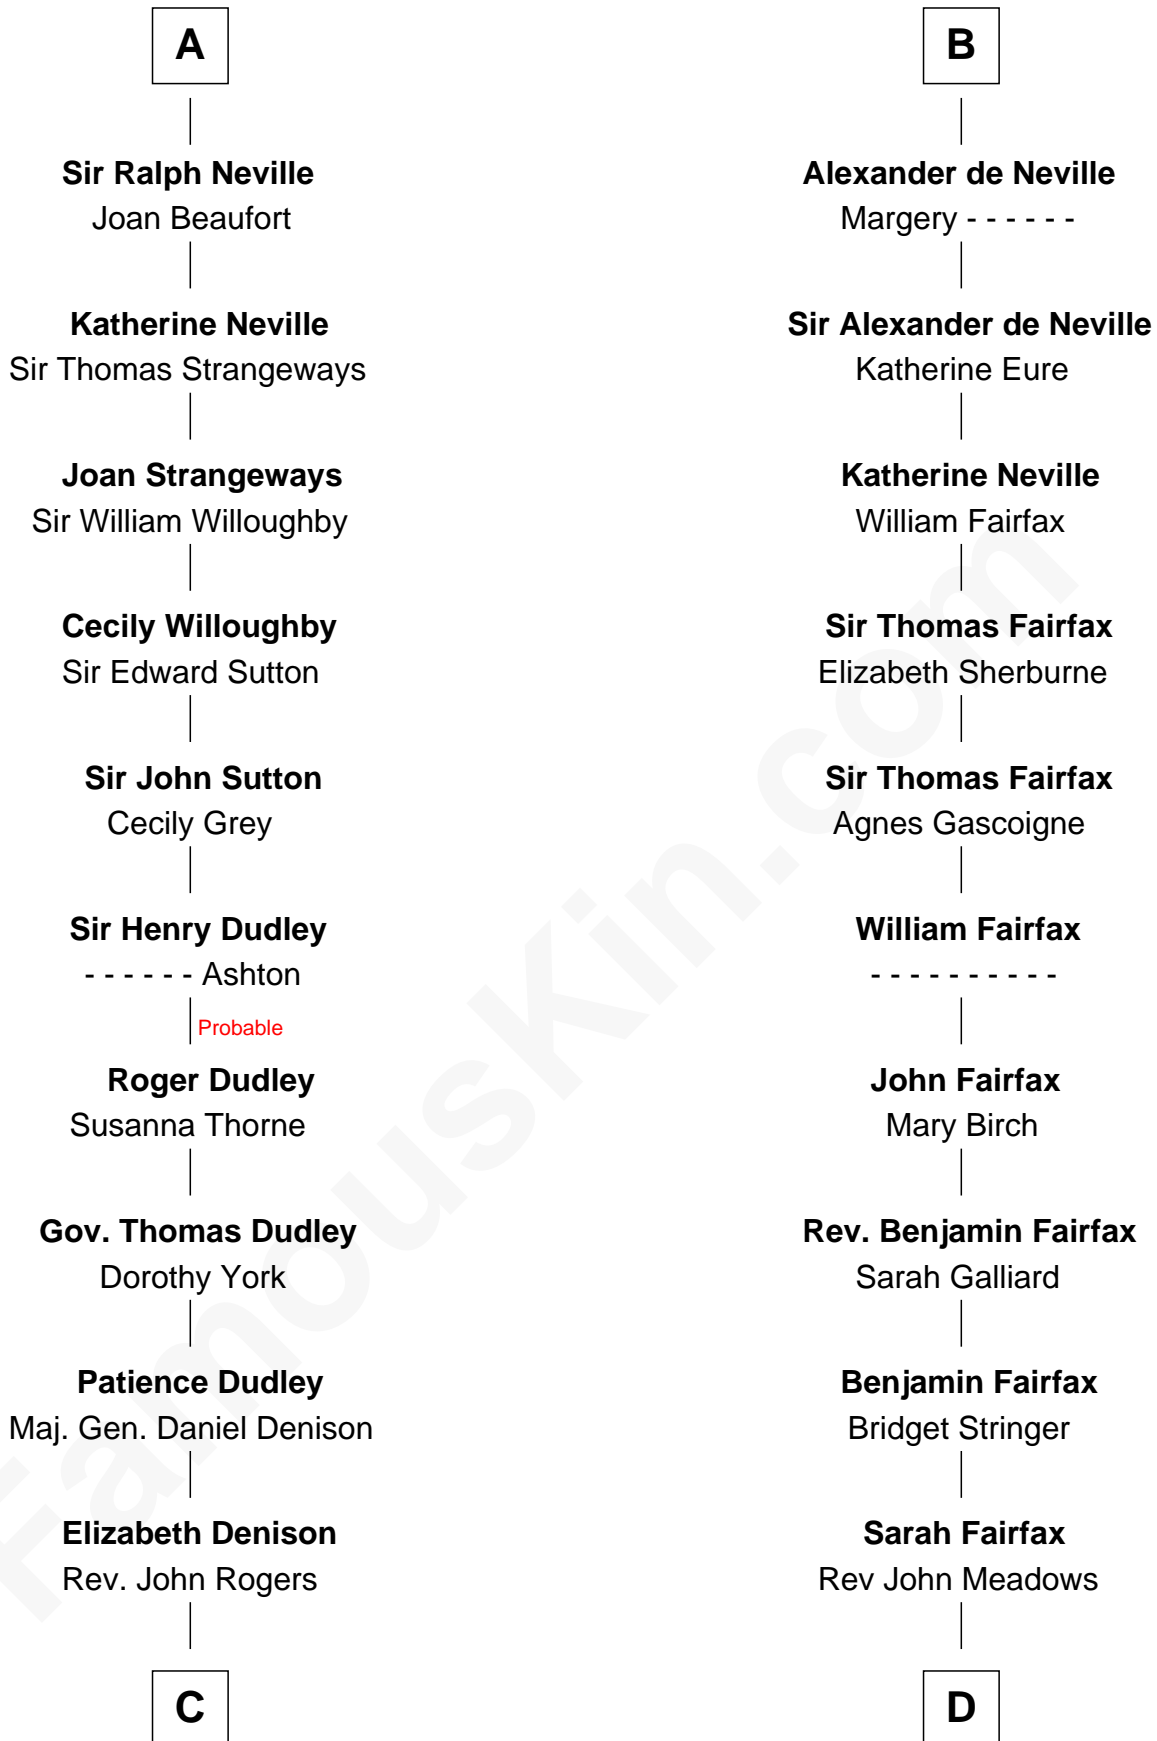 A
Sir Ralph Neville
Joan Beaufort
Katherine Neville
Sir Thomas Strangeways
Joan Strangeways
Sir William Willoughby
Cecily Willoughby
Sir Edward Sutton
Sir John Sutton
Cecily Grey
Sir Henry Dudley
- - - - - - Ashton
Probable
Roger Dudley
Susanna Thorne
Gov. Thomas Dudley
Dorothy York
Patience Dudley
Maj. Gen. Daniel Denison
Elizabeth Denison
Rev. John Rogers
C
B
Alexander de Neville
Margery - - - - - -
Sir Alexander de Neville
Katherine Eure
Katherine Neville
William Fairfax
Sir Thomas Fairfax
Elizabeth Sherburne
Sir Thomas Fairfax
Agnes Gascoigne
William Fairfax
- - - - - - - - - -
John Fairfax
Mary Birch
Rev. Benjamin Fairfax
Sarah Galliard
Benjamin Fairfax
Bridget Stringer
Sarah Fairfax
Rev John Meadows
D
FamousKin.com